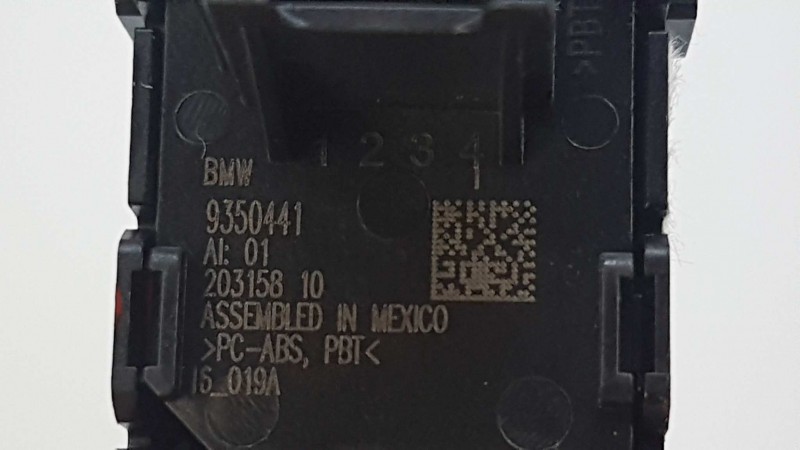 >PBT
1 2 3 4
BMW
1
9350441
AI: 01
203158 10
ASSEMBLED IN MEXICO
>PC-ABS, PBT<
16_019A